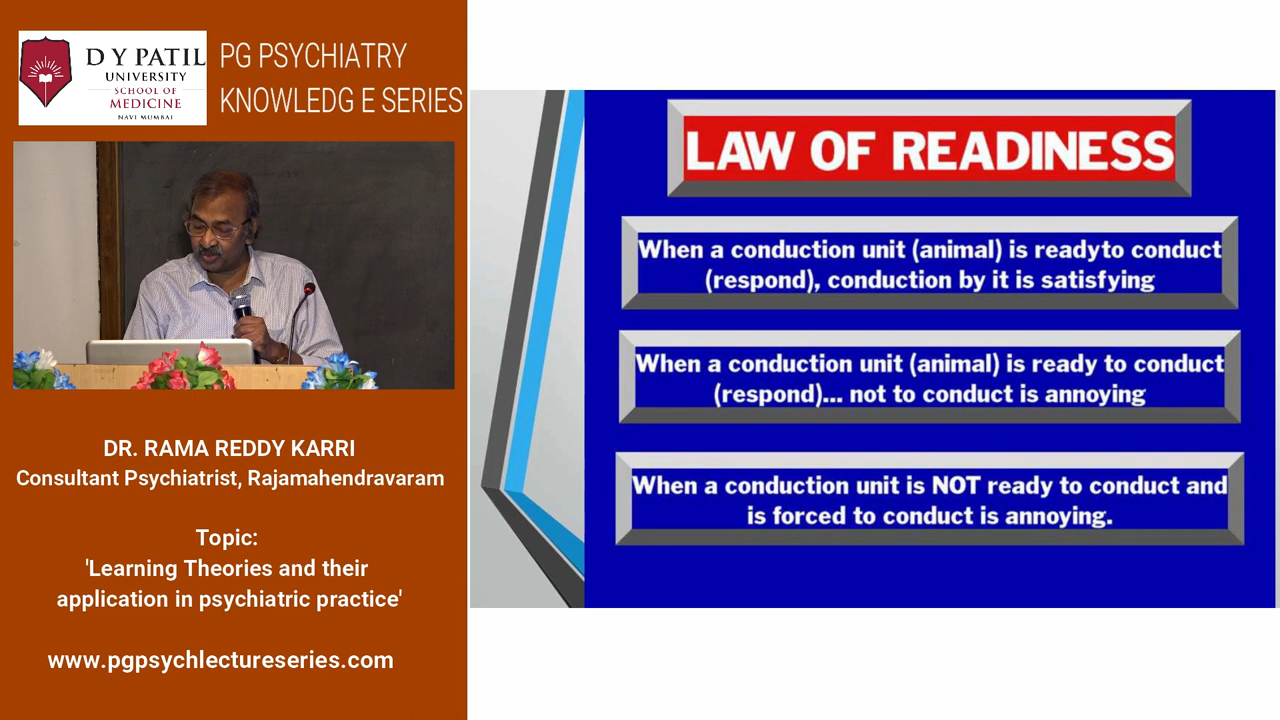 D Y PATIL
UNIVERSITY
SCHOOL OF
MEDICINE
NAVI MUMBAI
PG PSYCHIATRY
KNOWLEDG E SERIES
DR. RAMA REDDY KARRI
Consultant Psychiatrist, Rajamahendravaram
Topic:
'Learning Theories and their
application in psychiatric practice'
www.pgpsychlectureseries.com
LAW OF READINESS
When a conduction unit (animal) is readyto conduct
(respond), conduction by it is satisfying
When a conduction unit (animal) is ready to conduct
(respond)... not to conduct is annoying
When a conduction unit is NOT ready to conduct and
is forced to conduct is annoying.